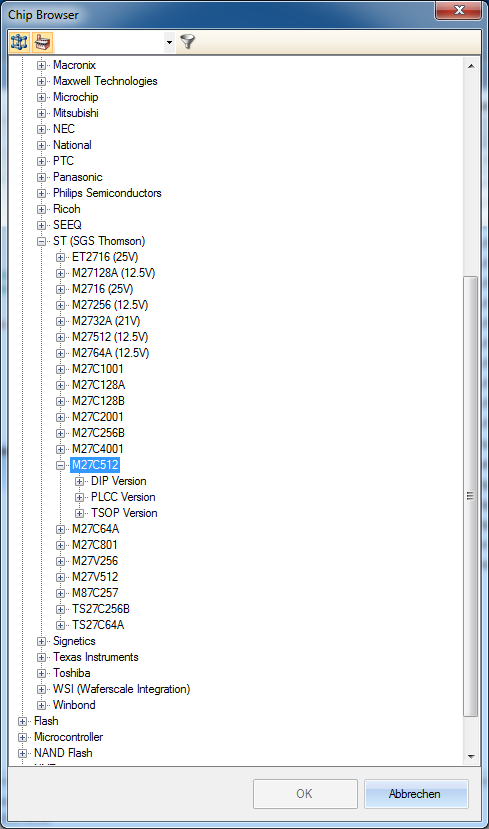 Chip Browser
Macronix
Maxwell Technologies
Microchip
Mitsubishi
NEC
National
PTC
Panasonic
Philips Semiconductors
Ricoh
SEEQ
ST (SGS Thomson)
ET2716 (25V)
M27128A (12.5V)
M2716 (25V)
M27256 (12.5V)
M2732A (21V)
M27512 (12.5V)
M2764A (12.5V)
M27C1001
M27C128A
M27C128B
M27C2001
M27C256B
M27C4001
M27C512
DIP Version
PLCC Version
TSOP Version
M27C64A
M27C801
M27V256
M27V512
M87C257
TS27C256B
TS27C64A
Signetics
Texas Instruments
Toshiba
WSI (Waferscale Integration)
Winbond
Flash
Microcontroller
NAND Flash
OK
Abbrechen